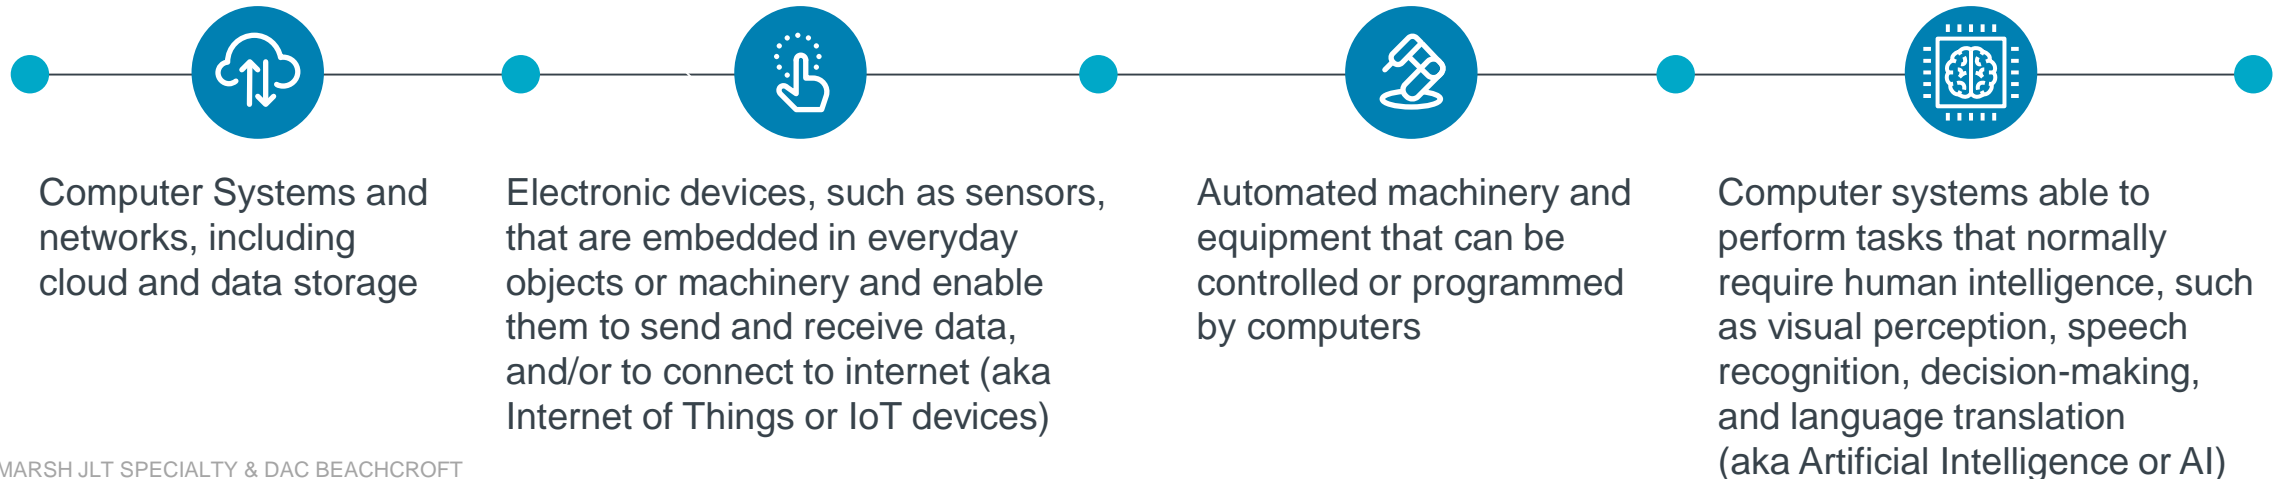 Computer Systems and
networks, including
cloud and data storage
Electronic devices, such as sensors,
that are embedded in everyday
objects or machinery and enable
them to send and receive data,
and/or to connect to internet (aka
Internet of Things or IoT devices)
Automated machinery and
equipment that can be
controlled or programmed
by computers
Computer systems able to
perform tasks that normally
require human intelligence, such
as visual perception, speech
recognition, decision-making,
and language translation
(aka Artificial Intelligence or AI)
MARSH JLT SPECIALTY & DAC BEACHCROFT